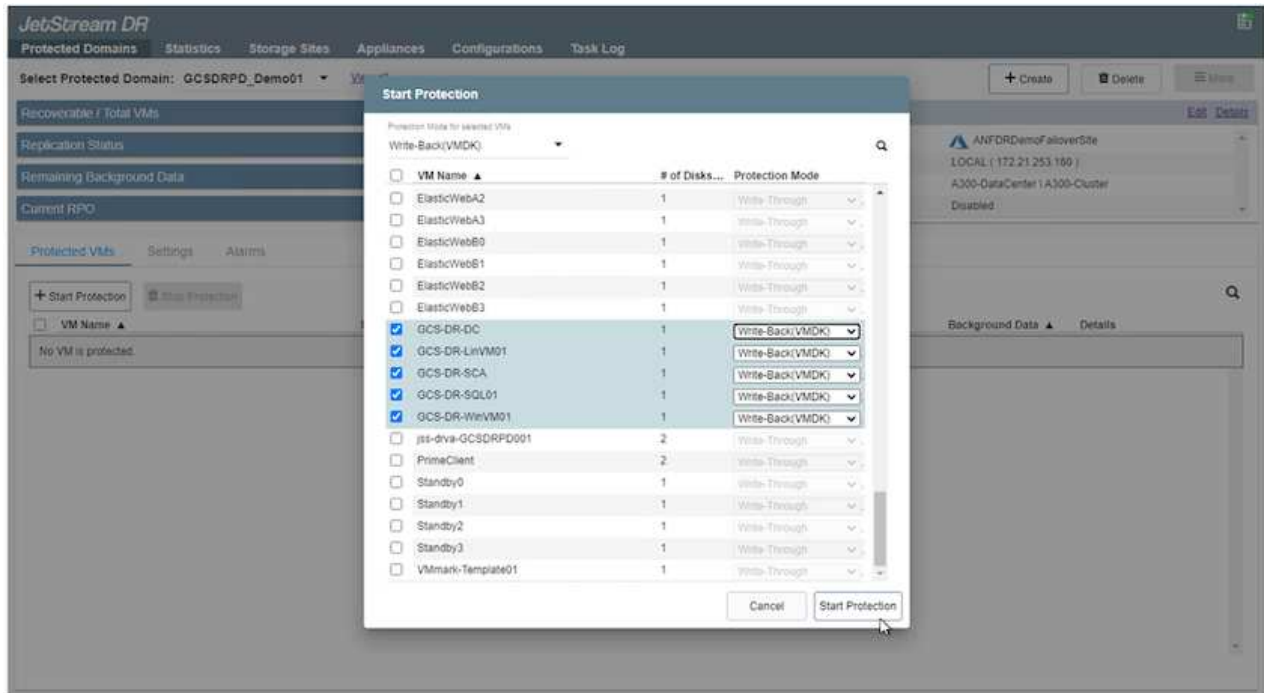 JetStream DR
Protected Domains Statistics Storage Sites Appliances Configurations Task Log
Select Protected Domain: GCSDRPD_Demo01
+ Create Delete More
Recoverable / Total VMs
Edit Details
Replication Status
ANFDRDemoFailoverSite
LOCAL ( 172.21.253.160 )
Remaining Background Data
A300-DataCenter \ A300-Cluster
Current RPO
Disabled
Protected VMs Settings Alarms
+ Start Protection Stop Protection
VM Name ▲ Background Data ▲ Details
No VM is protected.
Start Protection
Protection Mode for selected VMs
Write-Back(VMDK)
VM Name ▲ # of Disks... Protection Mode
ElasticWebA2 1 Write-Through
ElasticWebA3 1 Write-Through
ElasticWebB0 1 Write-Through
ElasticWebB1 1 Write-Through
ElasticWebB2 1 Write-Through
ElasticWebB3 1 Write-Through
GCS-DR-DC 1 Write-Back(VMDK)
GCS-DR-LinVM01 1 Write-Back(VMDK)
GCS-DR-SCA 1 Write-Back(VMDK)
GCS-DR-SQL01 1 Write-Back(VMDK)
GCS-DR-WinVM01 1 Write-Back(VMDK)
jss-drva-GCSDRPD001 2 Write-Through
PrimeClient 2 Write-Through
Standby0 1 Write-Through
Standby1 1 Write-Through
Standby2 1 Write-Through
Standby3 1 Write-Through
VMmark-Template01 1 Write-Through
Cancel Start Protection